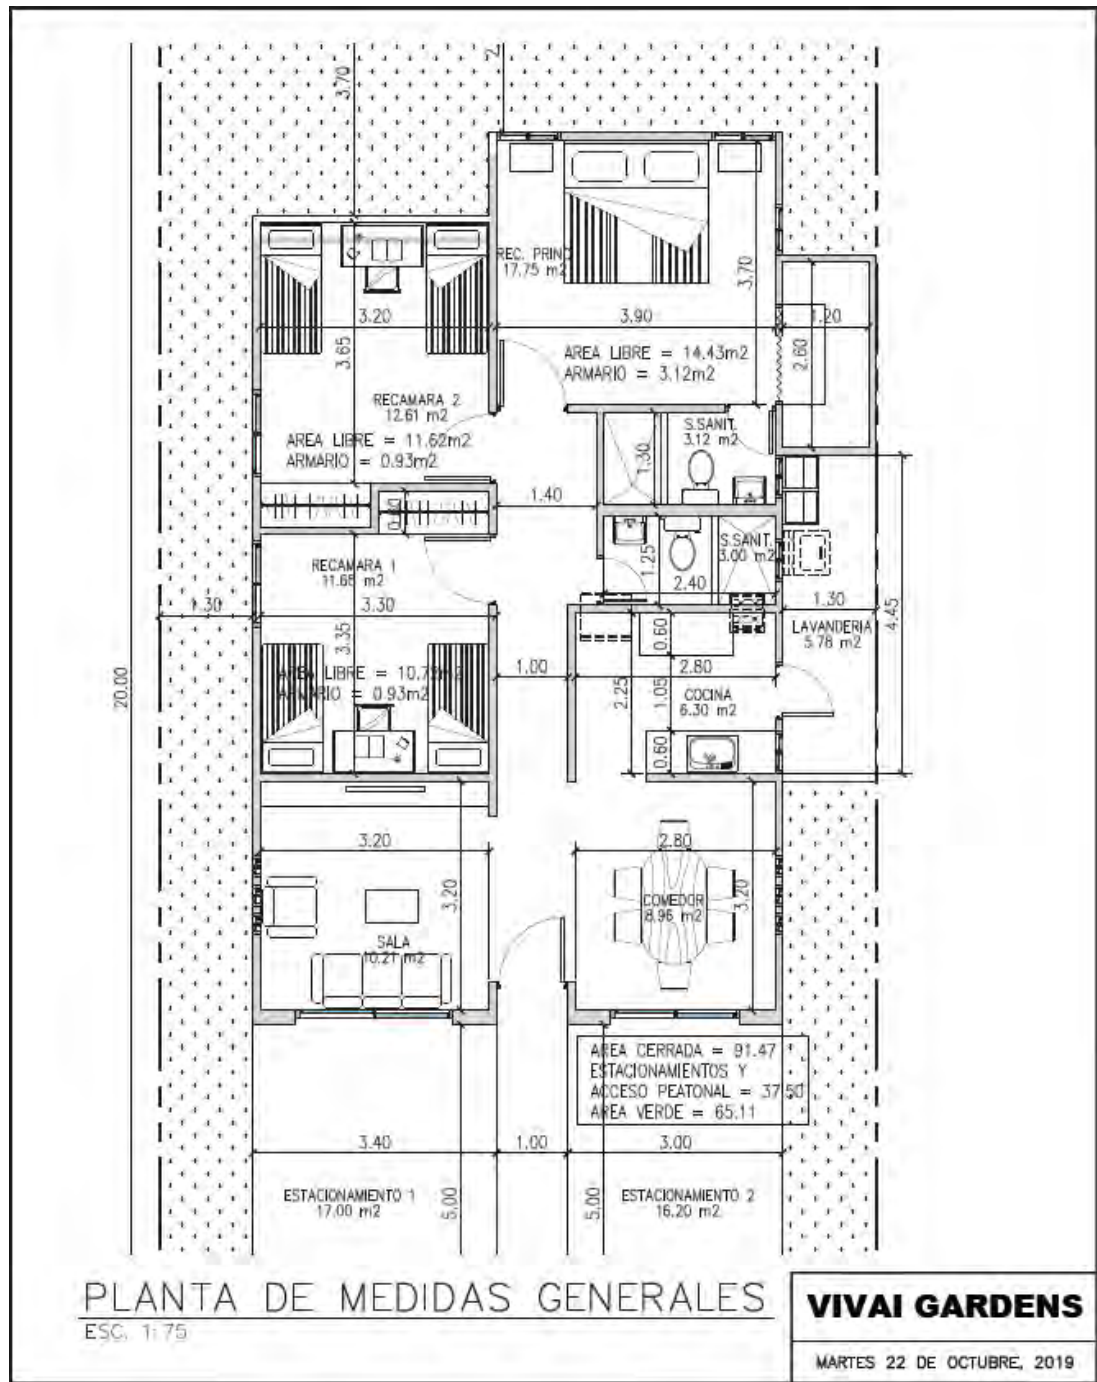 3.70
2
REC. PRINC
17.75 m2
3.70
3.20
3.90
1.20
3.65
2.60
AREA LIBRE = 14.43m2
ARMARIO = 3.12m2
RECAMARA 2
12.61 m2
AREA LIBRE = 11.62m2
ARMARIO = 0.93m2
S.SANIT.
3.12 m2
1.30
1.40
0.60
S.SANIT.
3.00 m2
1.25
2.40
RECAMARA 1
11.68 m2
1.30
3.30
1.30
LAVANDERIA
5.78 m2
4.45
3.35
0.60
1.00
2.80
20.00
AREA LIBRE = 10.75m2
ARMARIO = 0.93m2
2.25
1.05
COCINA
6.30 m2
0.60
3.20
2.80
3.20
3.20
COMEDOR
8.96 m2
SALA
10.21 m2
AREA CERRADA = 91.47
ESTACIONAMIENTOS Y
ACCESO PEATONAL = 37.50
AREA VERDE = 65.11
3.40
1.00
3.00
ESTACIONAMIENTO 1
17.00 m2
5.00
5.00
ESTACIONAMIENTO 2
16.20 m2
PLANTA DE MEDIDAS GENERALES
ESC. 1:75
VIVAI GARDENS
MARTES 22 DE OCTUBRE, 2019